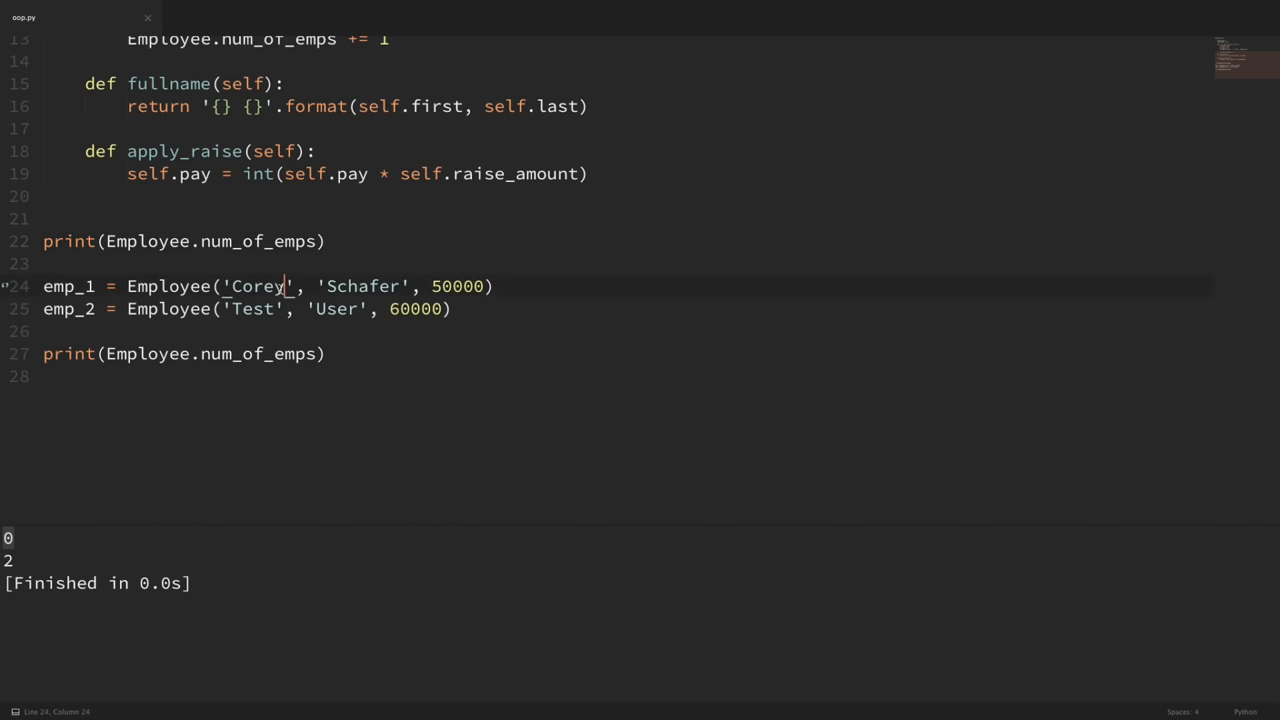 oop.py ×
13 Employee.num_of_emps += 1
14
15 def fullname(self):
16 return '{} {}'.format(self.first, self.last)
17
18 def apply_raise(self):
19 self.pay = int(self.pay * self.raise_amount)
20
21
22 print(Employee.num_of_emps)
23
24 emp_1 = Employee('Corey', 'Schafer', 50000)
25 emp_2 = Employee('Test', 'User', 60000)
26
27 print(Employee.num_of_emps)
28
0
2
[Finished in 0.0s]
Line 24, Column 24 Spaces: 4 Python